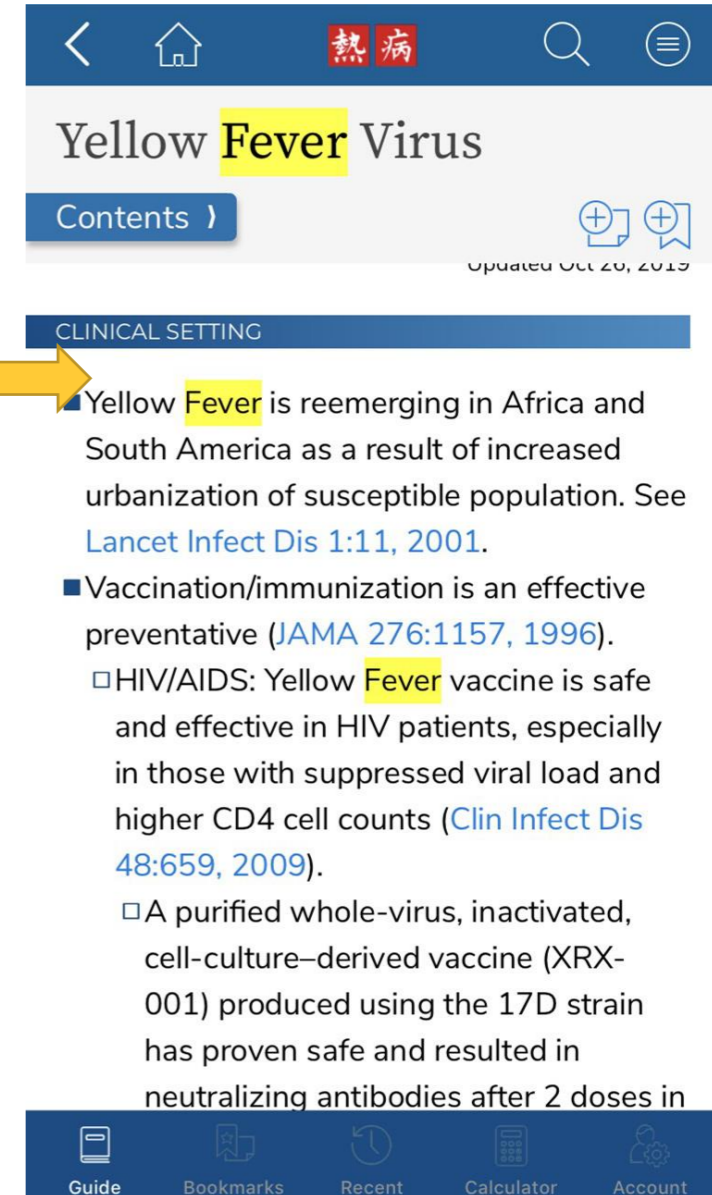 熱病
Yellow Fever Virus
Contents ⟩
Updated Oct 26, 2019
CLINICAL SETTING
Yellow Fever is reemerging in Africa and
South America as a result of increased
urbanization of susceptible population. See
Lancet Infect Dis 1:11, 2001.
Vaccination/immunization is an effective
preventative (JAMA 276:1157, 1996).
HIV/AIDS: Yellow Fever vaccine is safe
and effective in HIV patients, especially
in those with suppressed viral load and
higher CD4 cell counts (Clin Infect Dis
48:659, 2009).
A purified whole-virus, inactivated,
cell-culture–derived vaccine (XRX-
001) produced using the 17D strain
has proven safe and resulted in
neutralizing antibodies after 2 doses in
Guide Bookmarks Recent Calculator Account